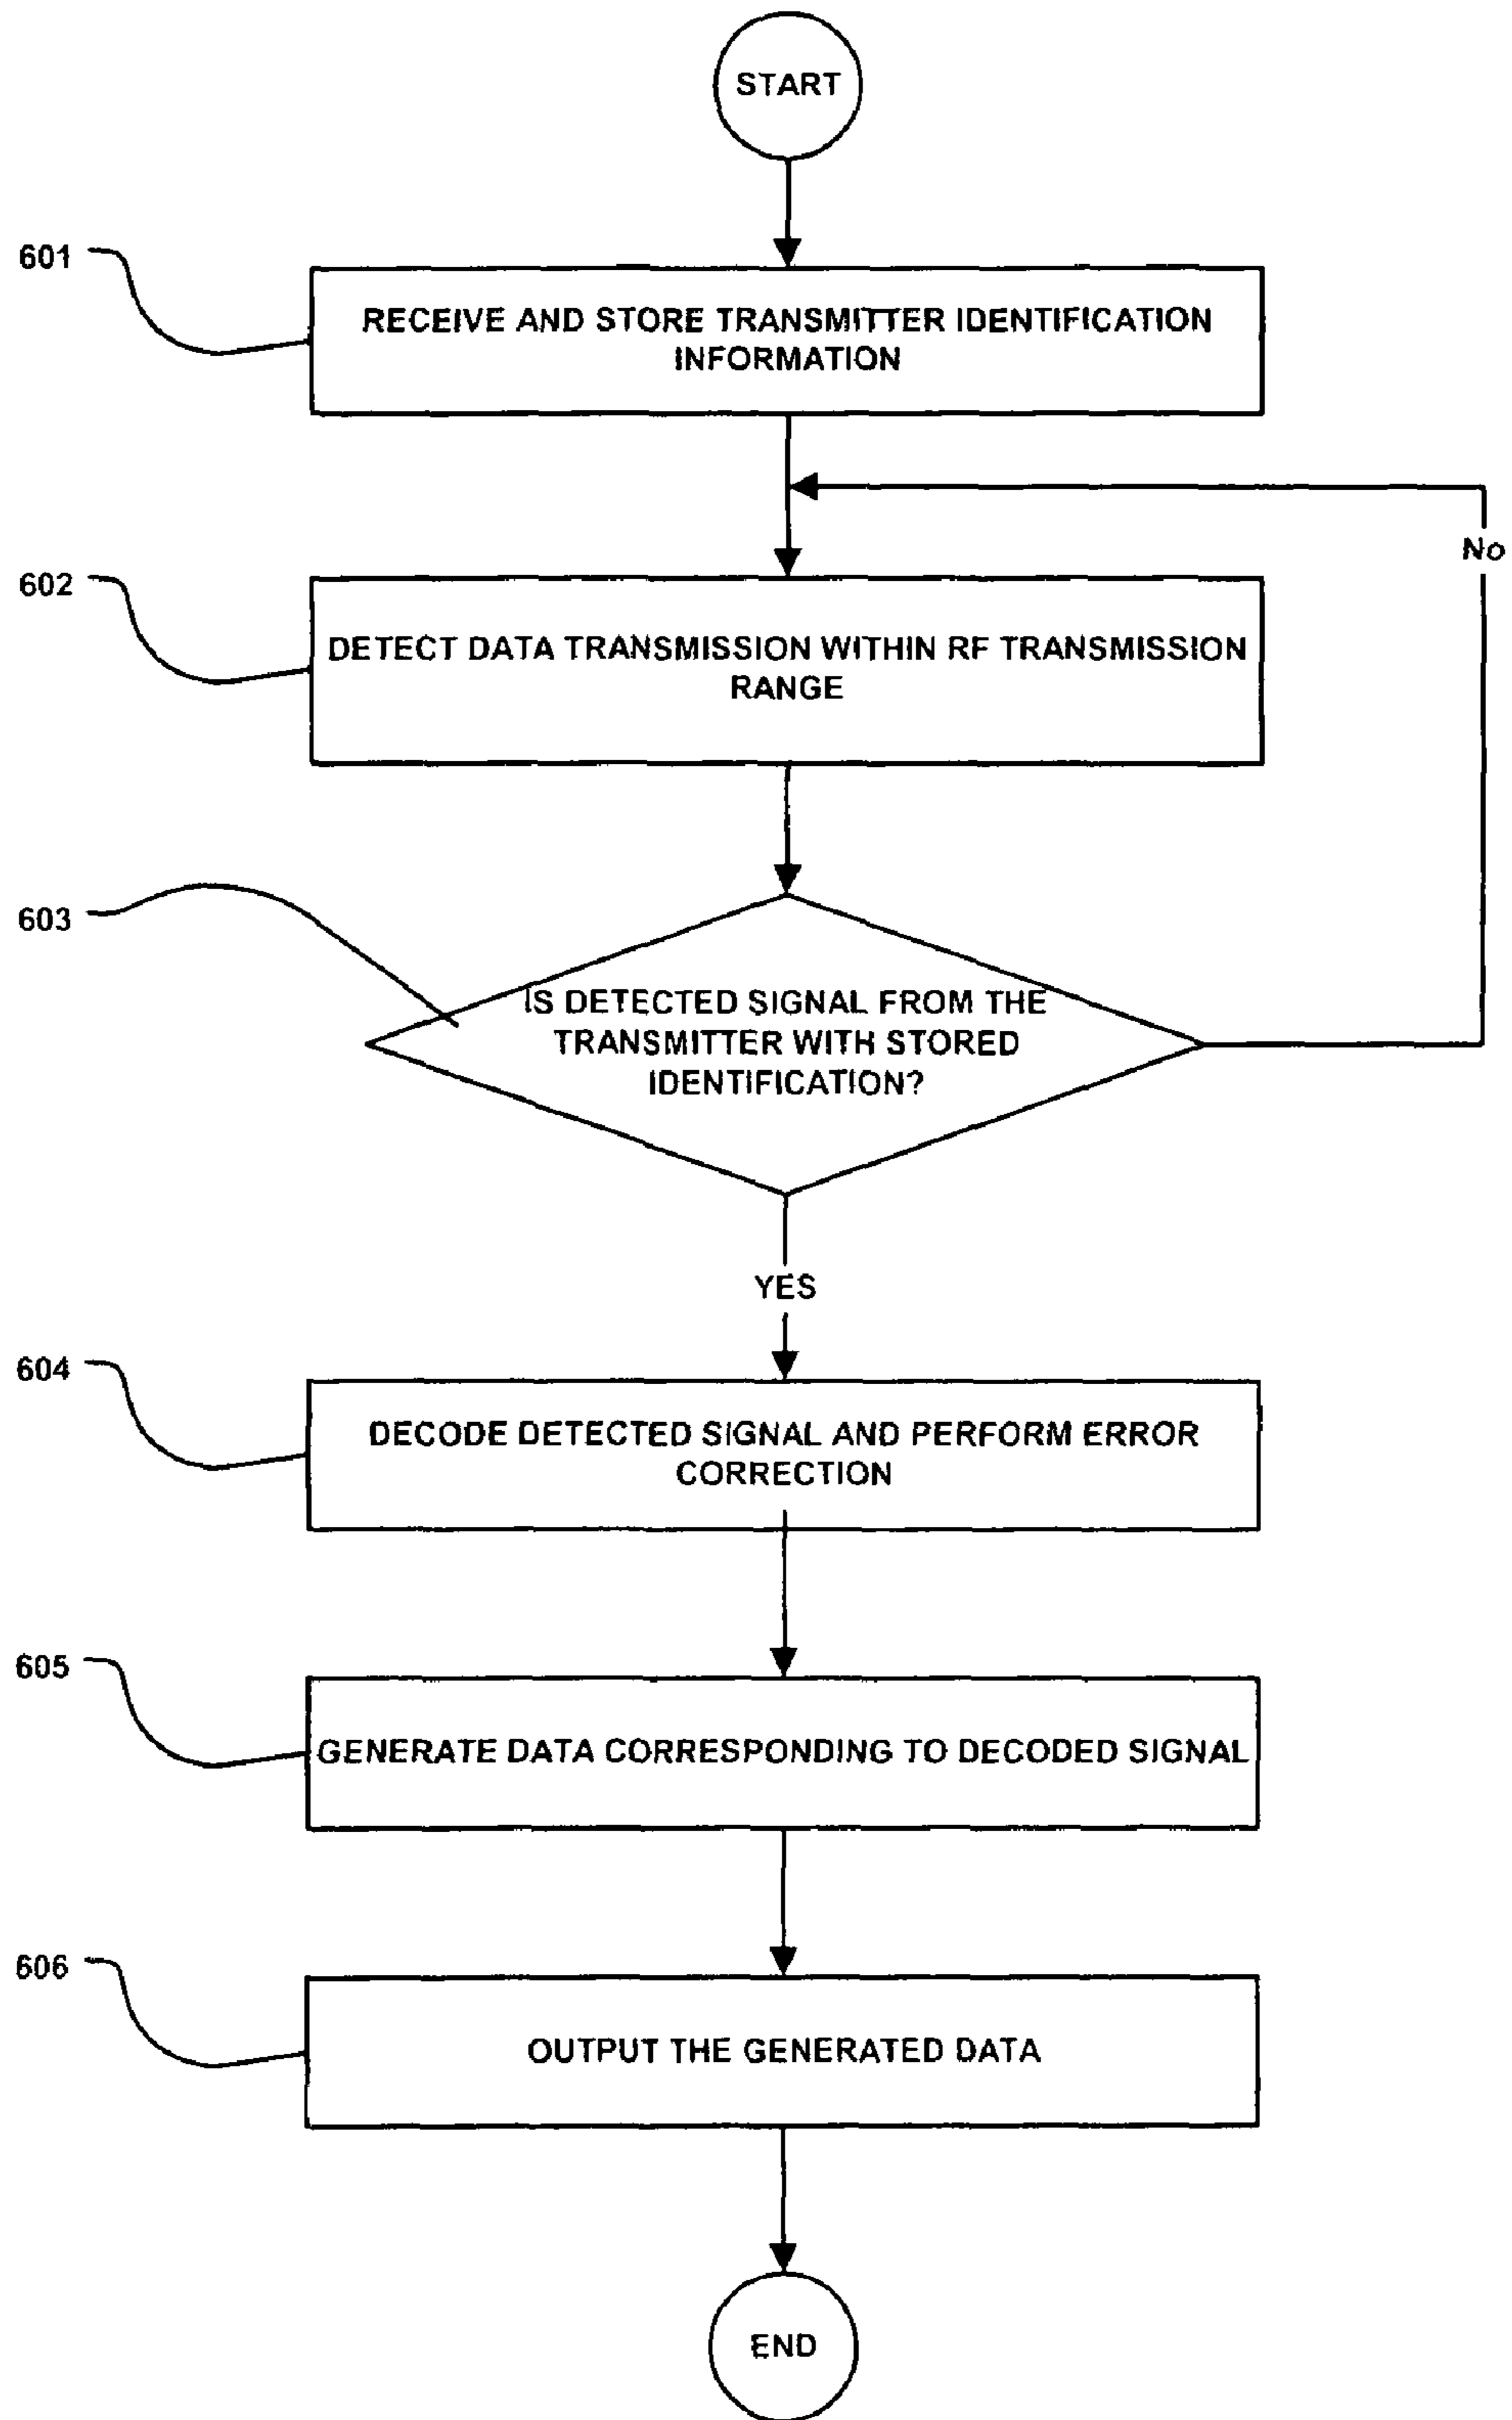 START
601
RECEIVE AND STORE TRANSMITTER IDENTIFICATION
INFORMATION
No
602
DETECT DATA TRANSMISSION WITHIN RF TRANSMISSION
RANGE
603
IS DETECTED SIGNAL FROM THE
TRANSMITTER WITH STORED
IDENTIFICATION?
YES
604
DECODE DETECTED SIGNAL AND PERFORM ERROR
CORRECTION
605
GENERATE DATA CORRESPONDING TO DECODED SIGNAL
606
OUTPUT THE GENERATED DATA
END